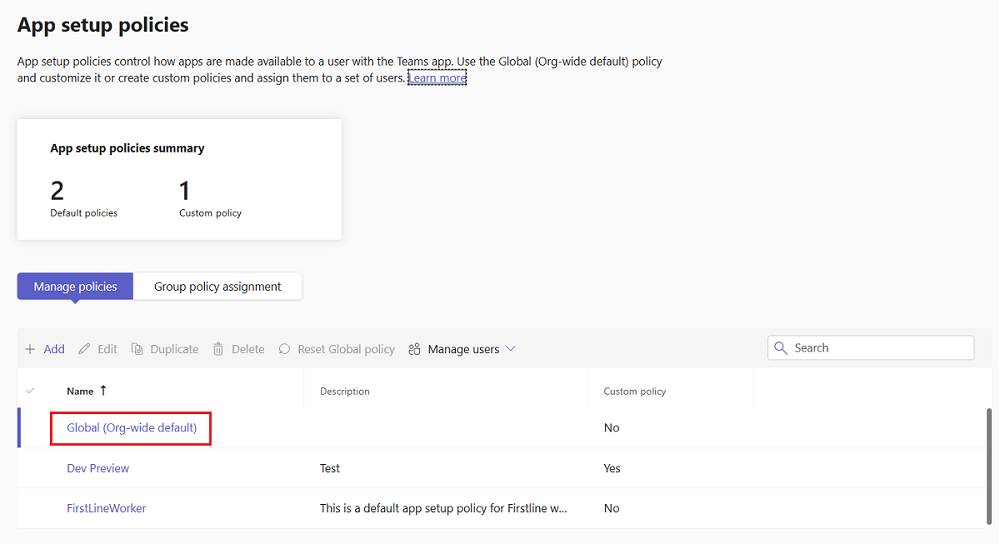 App setup policies
App setup policies control how apps are made available to a user with the Teams app. Use the Global (Org-wide default) policy
and customize it or create custom policies and assign them to a set of users. Learn more
App setup policies summary
2 1
Default policies Custom policy
Manage policies Group policy assignment
+ Add Edit Duplicate Delete Reset Global policy Manage users Search
Name ↑ Description Custom policy
Global (Org-wide default) No
Dev Preview Test Yes
FirstLineWorker This is a default app setup policy for Firstline w... No